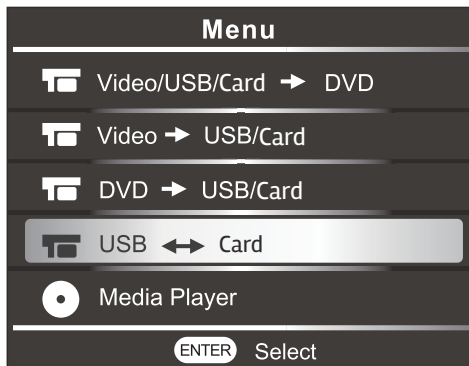 Menu
Video/USB/Card → DVD
Video → USB/Card
DVD → USB/Card
USB ↔ Card
Media Player
ENTER Select